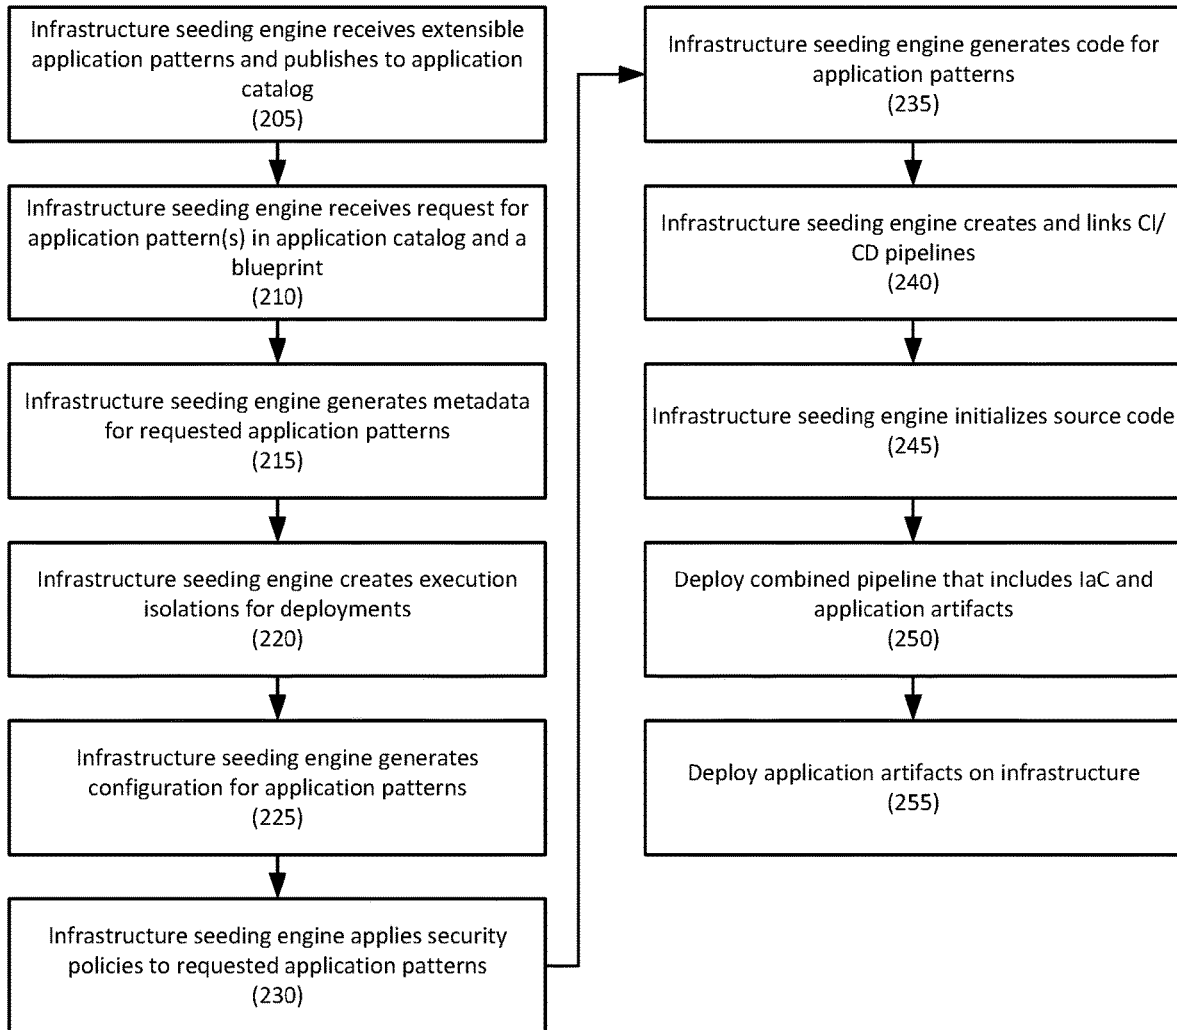 Infrastructure seeding engine receives extensible
application patterns and publishes to application
catalog
(205)
Infrastructure seeding engine receives request for
application pattern(s) in application catalog and a
blueprint
(210)
Infrastructure seeding engine generates metadata
for requested application patterns
(215)
Infrastructure seeding engine creates execution
isolations for deployments
(220)
Infrastructure seeding engine generates
configuration for application patterns
(225)
Infrastructure seeding engine applies security
policies to requested application patterns
(230)
Infrastructure seeding engine generates code for
application patterns
(235)
Infrastructure seeding engine creates and links CI/
CD pipelines
(240)
Infrastructure seeding engine initializes source code
(245)
Deploy combined pipeline that includes IaC and
application artifacts
(250)
Deploy application artifacts on infrastructure
(255)